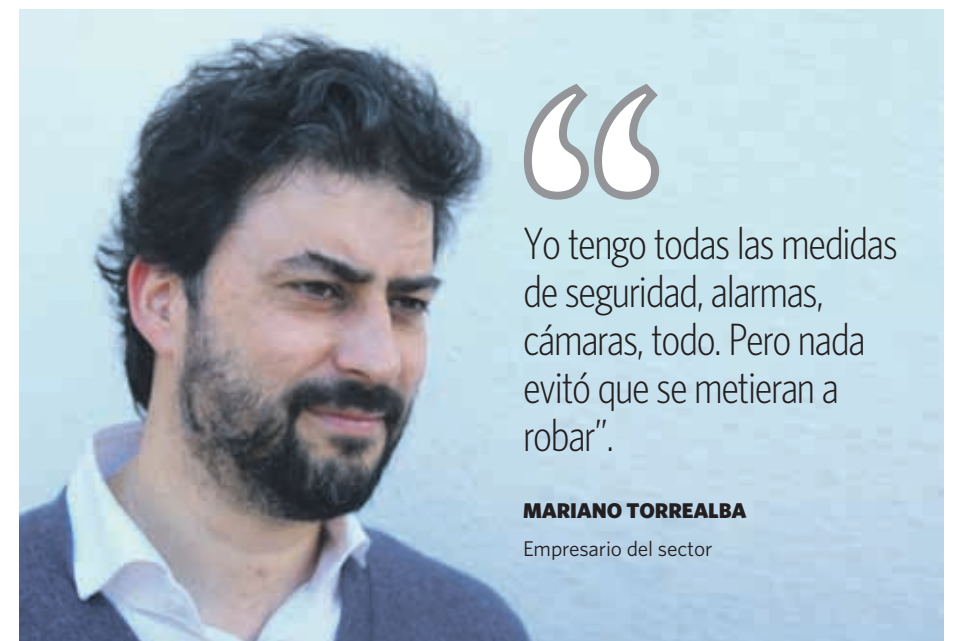 “
Yo tengo todas las medidas
de seguridad, alarmas,
cámaras, todo. Pero nada
evitó que se metieran a
robar”.
MARIANO TORREALBA
Empresario del sector